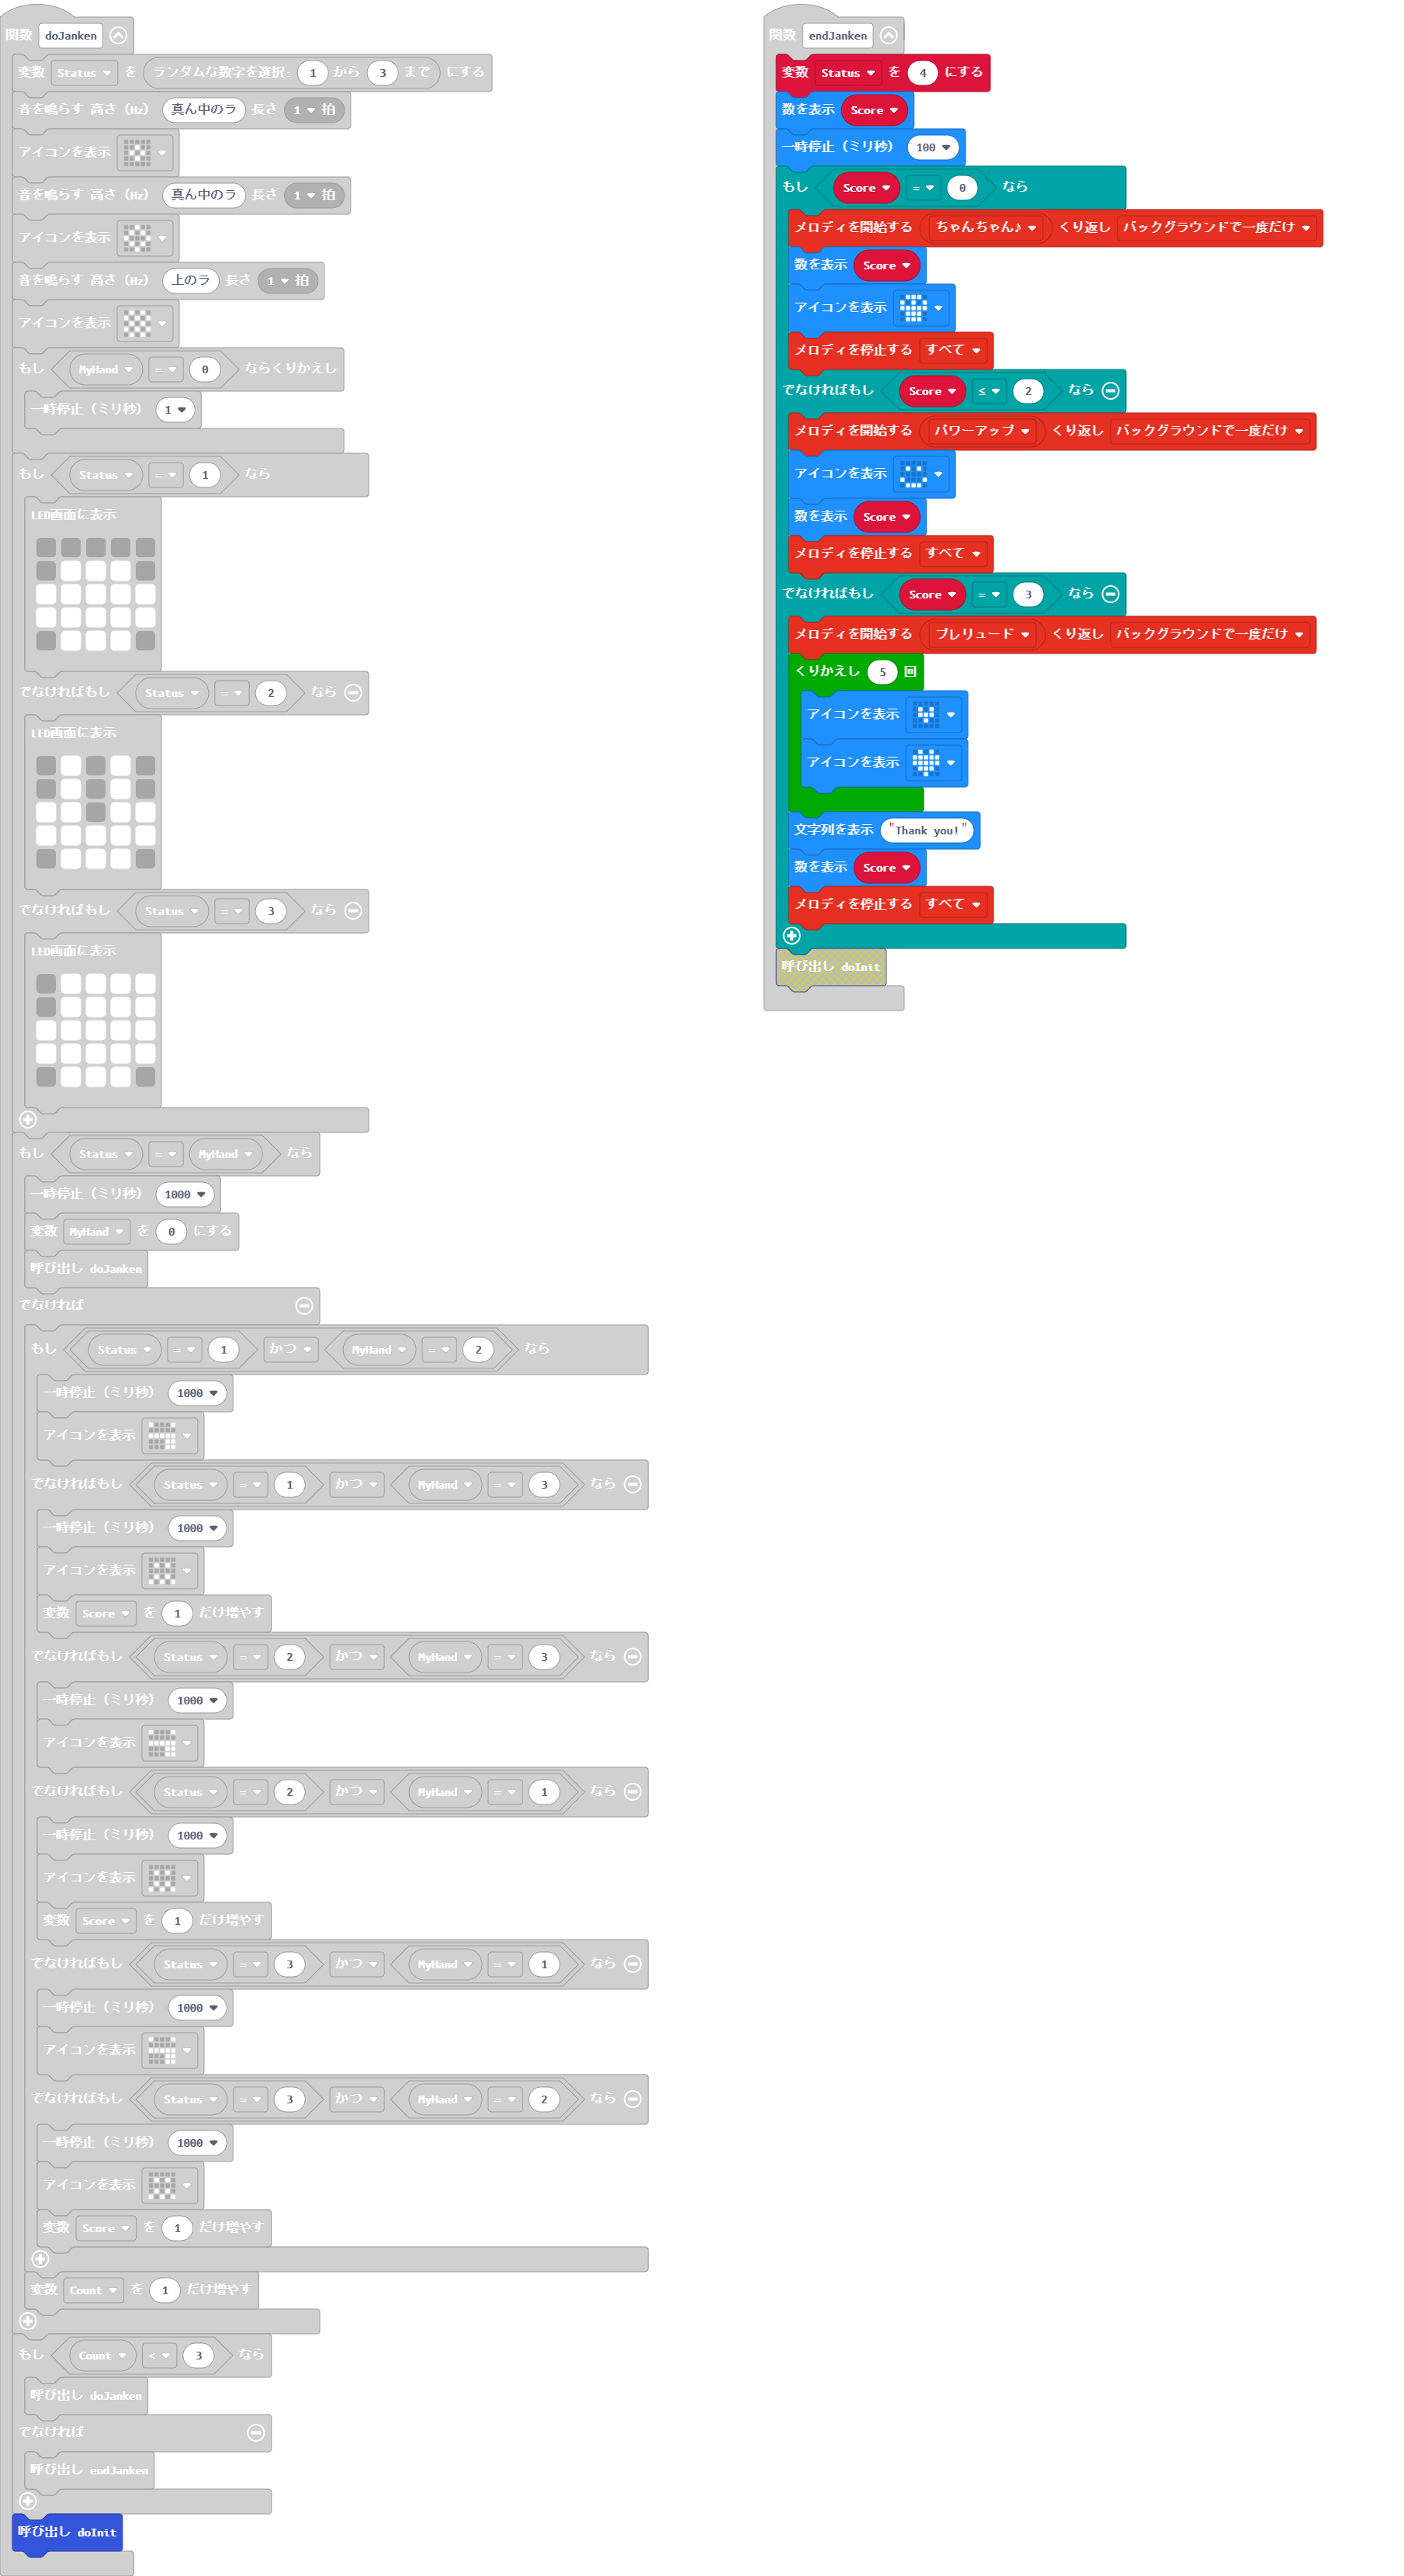 関数 doJanken
変数 Status を ランダムな数字を選択: 1 から 3 まで にする
音を鳴らす 高さ (Hz) 真ん中のラ 長さ 1 拍
アイコンを表示
音を鳴らす 高さ (Hz) 真ん中のラ 長さ 1 拍
アイコンを表示
音を鳴らす 高さ (Hz) 上のラ 長さ 1 拍
アイコンを表示
もし MyHand = 0 ならくりかえし
一時停止 (ミリ秒) 1
もし Status = 1 なら
LED画面に表示
でなければもし Status = 2 なら
LED画面に表示
でなければもし Status = 3 なら
LED画面に表示
もし Status = MyHand なら
一時停止 (ミリ秒) 1000
変数 MyHand を 0 にする
呼び出し doJanken
でなければ
もし Status = 1 かつ MyHand = 2 なら
一時停止 (ミリ秒) 1000
アイコンを表示
でなければもし Status = 1 かつ MyHand = 3 なら
一時停止 (ミリ秒) 1000
アイコンを表示
変数 Score を 1 だけ増やす
でなければもし Status = 2 かつ MyHand = 3 なら
一時停止 (ミリ秒) 1000
アイコンを表示
でなければもし Status = 2 かつ MyHand = 1 なら
一時停止 (ミリ秒) 1000
アイコンを表示
変数 Score を 1 だけ増やす
でなければもし Status = 3 かつ MyHand = 1 なら
一時停止 (ミリ秒) 1000
アイコンを表示
でなければもし Status = 3 かつ MyHand = 2 なら
一時停止 (ミリ秒) 1000
アイコンを表示
変数 Score を 1 だけ増やす
変数 Count を 1 だけ増やす
もし Count < 3 なら
呼び出し doJanken
でなければ
呼び出し endJanken
呼び出し doInit
関数 endJanken
変数 Status を 4 にする
数を表示 Score
一時停止 (ミリ秒) 100
もし Score = 0 なら
メロディを開始する ちゃんちゃん♪ くり返し バックグラウンドで一度だけ
数を表示 Score
アイコンを表示
メロディを停止する すべて
でなければもし Score ≤ 2 なら
メロディを開始する パワーアップ くり返し バックグラウンドで一度だけ
アイコンを表示
数を表示 Score
メロディを停止する すべて
でなければもし Score = 3 なら
メロディを開始する プレリュード くり返し バックグラウンドで一度だけ
くりかえし 5 回
アイコンを表示
アイコンを表示
文字列を表示 "Thank you!"
数を表示 Score
メロディを停止する すべて
呼び出し doInit